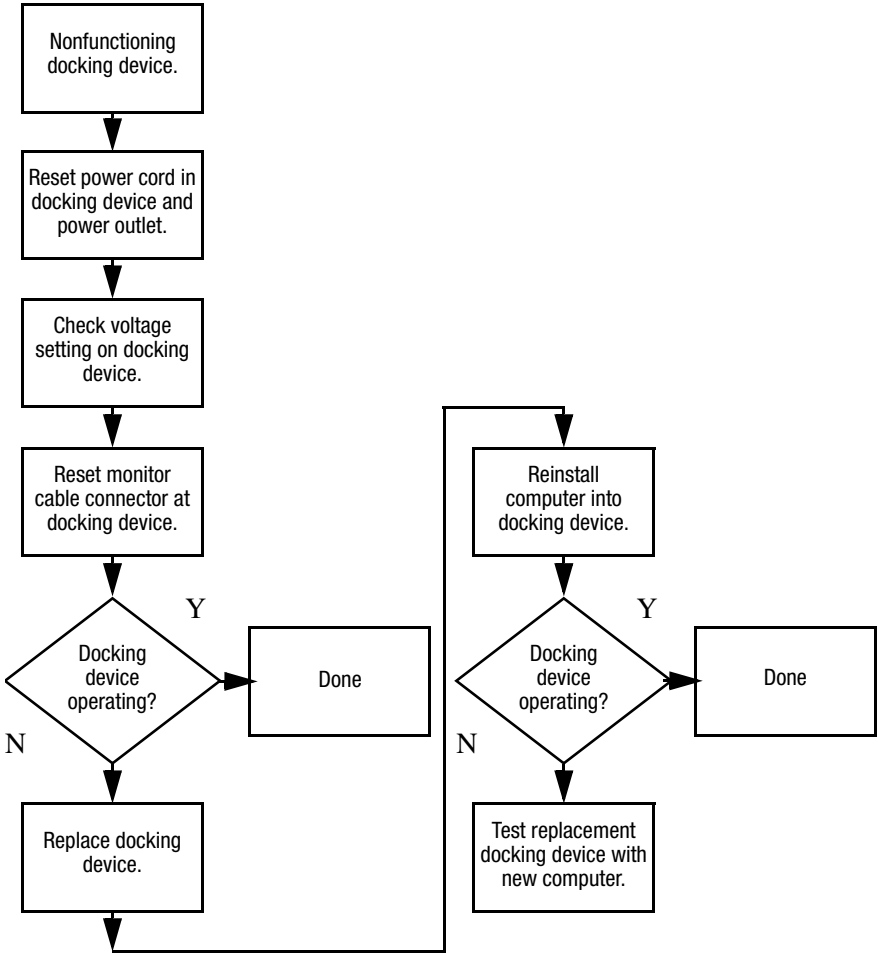 Nonfunctioning
docking device.
Reset power cord in
docking device and
power outlet.
Check voltage
setting on docking
device.
Reset monitor
cable connector at
docking device.
Docking
device
operating?
Y
Done
N
Replace docking
device.
Reinstall
computer into
docking device.
Docking
device
operating?
Y
Done
N
Test replacement
docking device with
new computer.